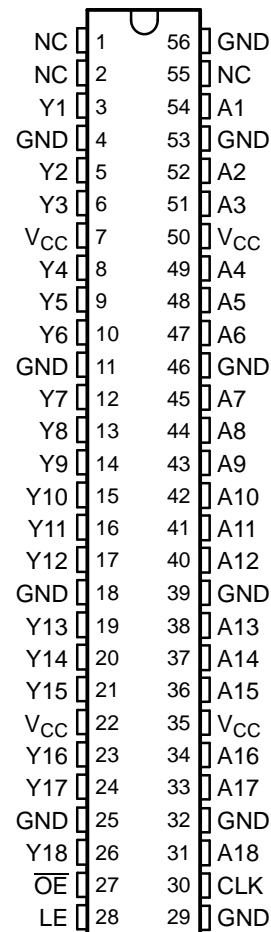 NC 1 56 GND
NC 2 55 NC
Y1 3 54 A1
GND 4 53 GND
Y2 5 52 A2
Y3 6 51 A3
VCC 7 50 VCC
Y4 8 49 A4
Y5 9 48 A5
Y6 10 47 A6
GND 11 46 GND
Y7 12 45 A7
Y8 13 44 A8
Y9 14 43 A9
Y10 15 42 A10
Y11 16 41 A11
Y12 17 40 A12
GND 18 39 GND
Y13 19 38 A13
Y14 20 37 A14
Y15 21 36 A15
VCC 22 35 VCC
Y16 23 34 A16
Y17 24 33 A17
GND 25 32 GND
Y18 26 31 A18
O̅E̅ 27 30 CLK
LE 28 29 GND